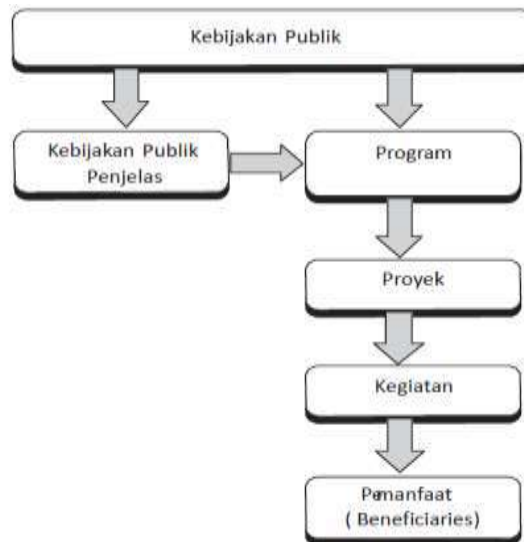 Kebijakan Publik
Kebijakan Publik
Penjelas
Program
Proyek
Kegiatan
Pemanfaat
( Beneficiaries)